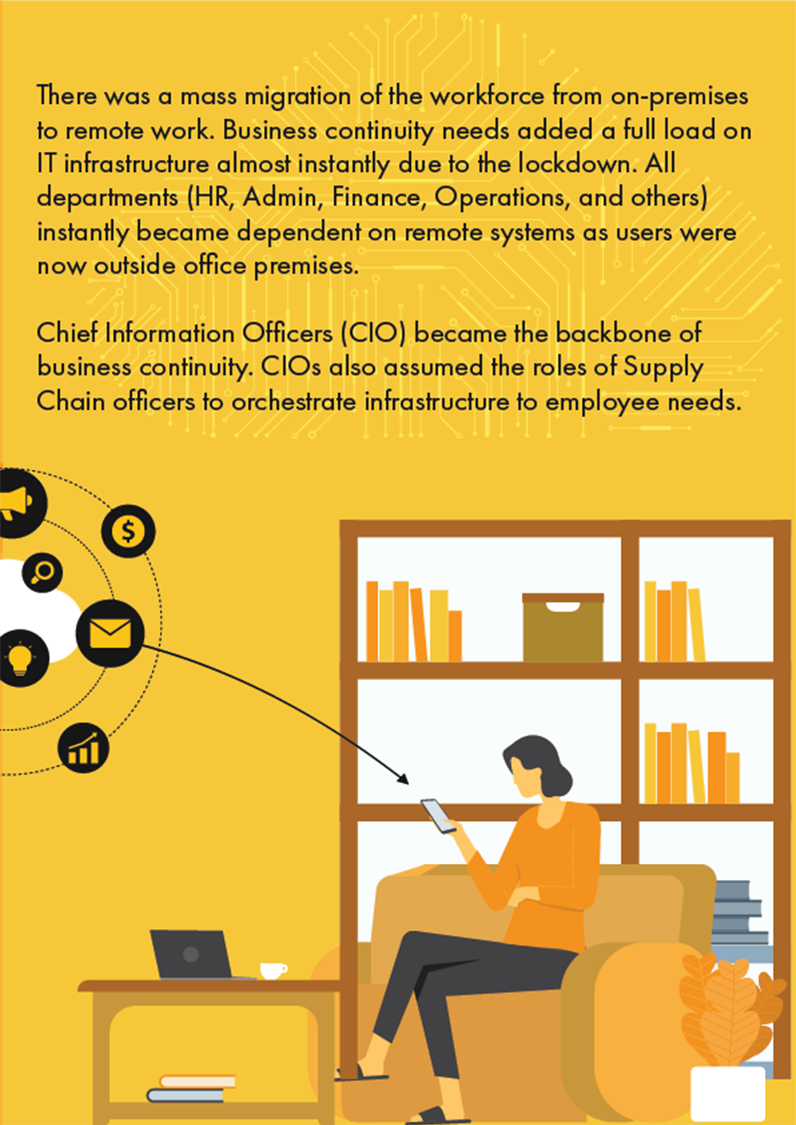 There was a mass migration of the workforce from on-premises
to remote work. Business continuity needs added a full load on
IT infrastructure almost instantly due to the lockdown. All
departments (HR, Admin, Finance, Operations, and others)
instantly became dependent on remote systems as users were
now outside office premises.
Chief Information Officers (CIO) became the backbone of
business continuity. CIOs also assumed the roles of Supply
Chain officers to orchestrate infrastructure to employee needs.
$